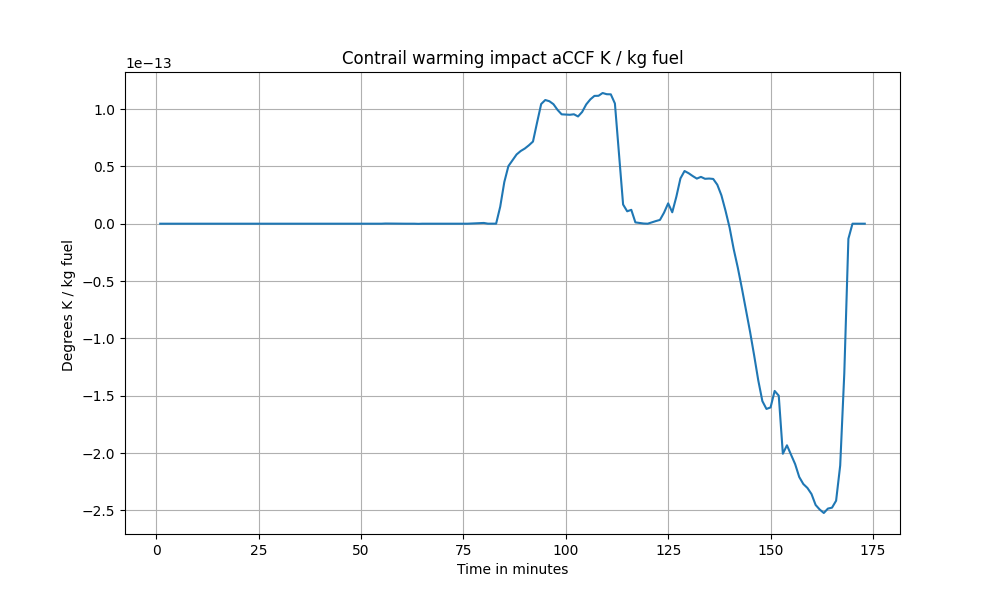 Contrail warming impact aCCF K / kg fuel
1e−13
1.0
0.5
0.0
−0.5
−1.0
−1.5
−2.0
−2.5
Degrees K / kg fuel
0 25 50 75 100 125 150 175
Time in minutes